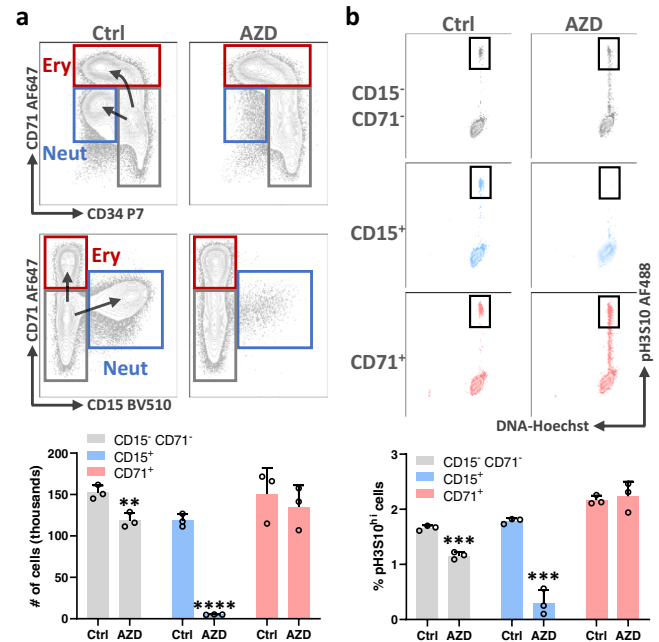 a
Ctrl
AZD
CD71 AF647
Ery
Neut
CD34 P7
CD71 AF647
Ery
Neut
CD15 BV510
CD15⁻ CD71⁻
CD15⁺
CD71⁺
# of cells (thousands)
200
150
100
50
0
**
****
Ctrl AZD Ctrl AZD Ctrl AZD
b
Ctrl
AZD
CD15⁻
CD71⁻
CD15⁺
CD71⁺
pH3S10 AF488
DNA-Hoechst
CD15⁻ CD71⁻
CD15⁺
CD71⁺
% pH3S10ʰⁱ cells
3
2
1
0
***
***
Ctrl AZD Ctrl AZD Ctrl AZD